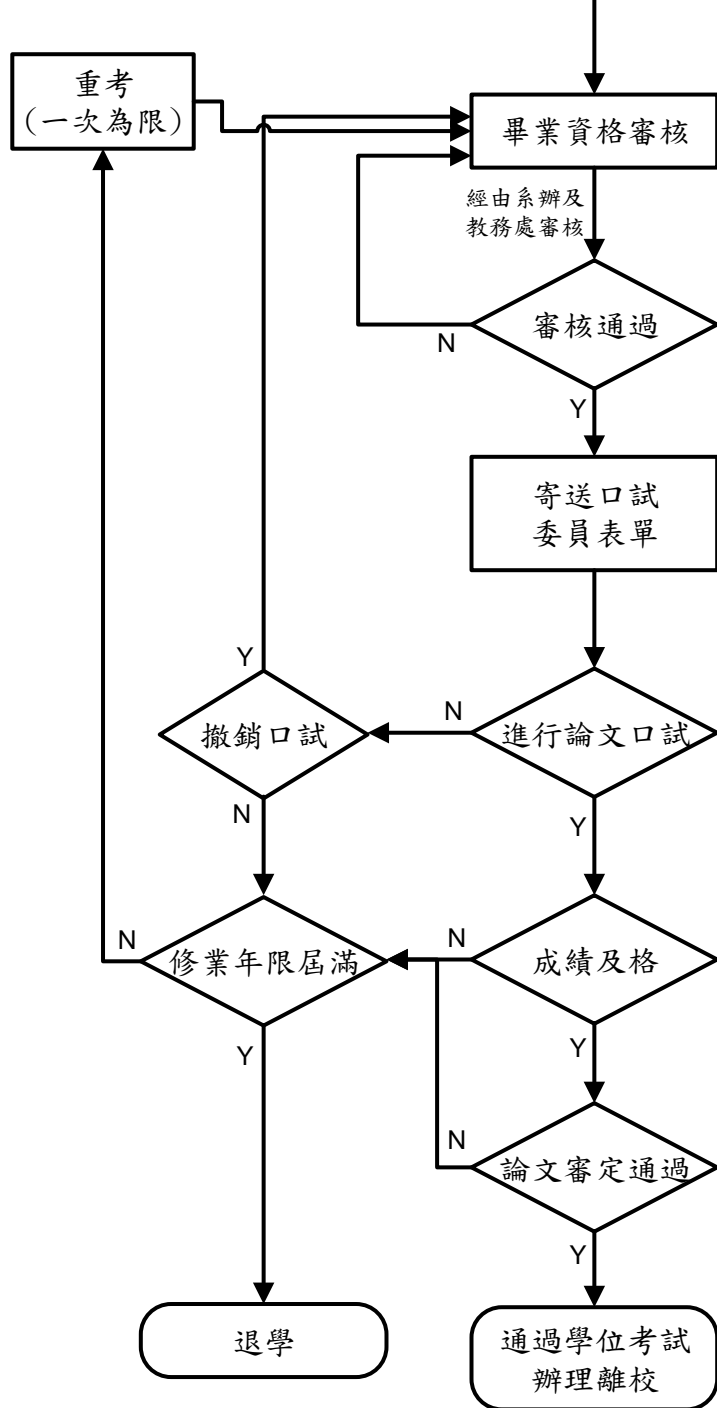 重考
(一次為限)
畢業資格審核
經由系辦及
教務處審核
審核通過
N
Y
寄送口試
委員表單
Y
撤銷口試
N
進行論文口試
N
Y
N
修業年限屆滿
N
成績及格
Y
Y
N
論文審定通過
Y
退學
通過學位考試
辦理離校